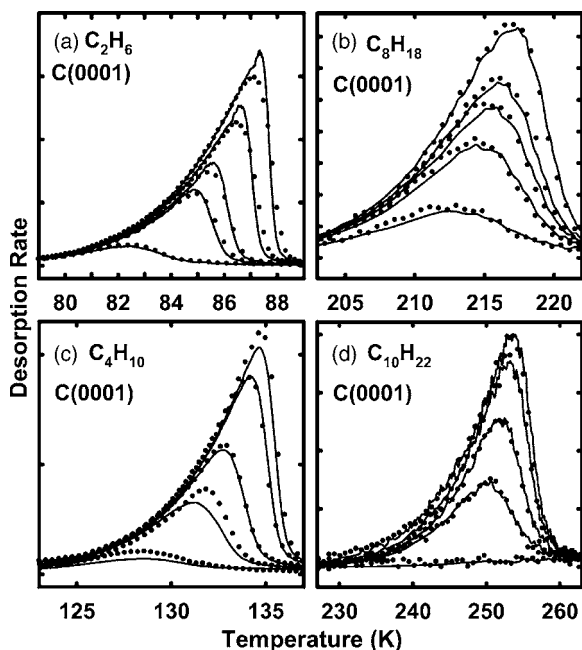 (a) C2H6
C(0001)
(b) C8H18
C(0001)
80 82 84 86 88
205 210 215 220
(c) C4H10
C(0001)
(d) C10H22
C(0001)
125 130 135
230 240 250 260
Desorption Rate
Temperature (K)